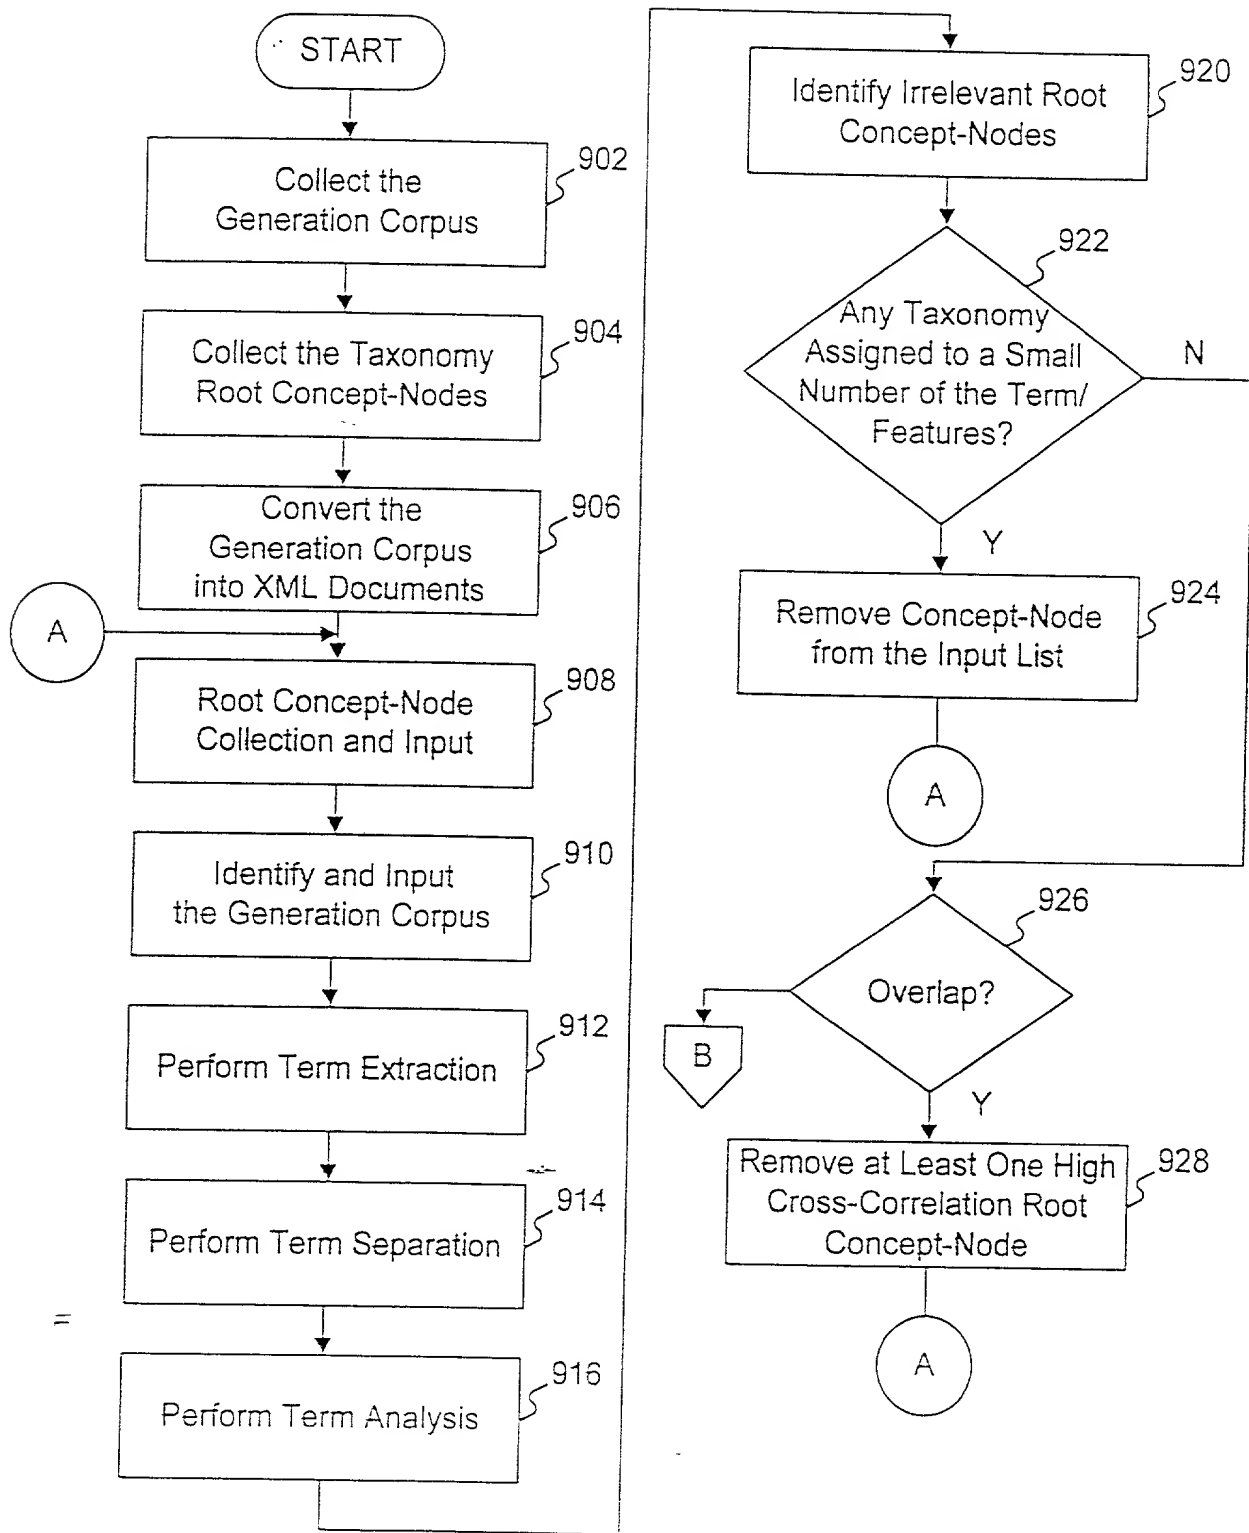 START
Collect the
Generation Corpus
902
Collect the Taxonomy
Root Concept-Nodes
904
Convert the
Generation Corpus
into XML Documents
906
A
Root Concept-Node
Collection and Input
908
Identify and Input
the Generation Corpus
910
Perform Term Extraction
912
Perform Term Separation
914
Perform Term Analysis
916
Identify Irrelevant Root
Concept-Nodes
920
Any Taxonomy
Assigned to a Small
Number of the Term/
Features?
922
N
Y
Remove Concept-Node
from the Input List
924
A
Overlap?
926
B
Y
Remove at Least One High
Cross-Correlation Root
Concept-Node
928
A